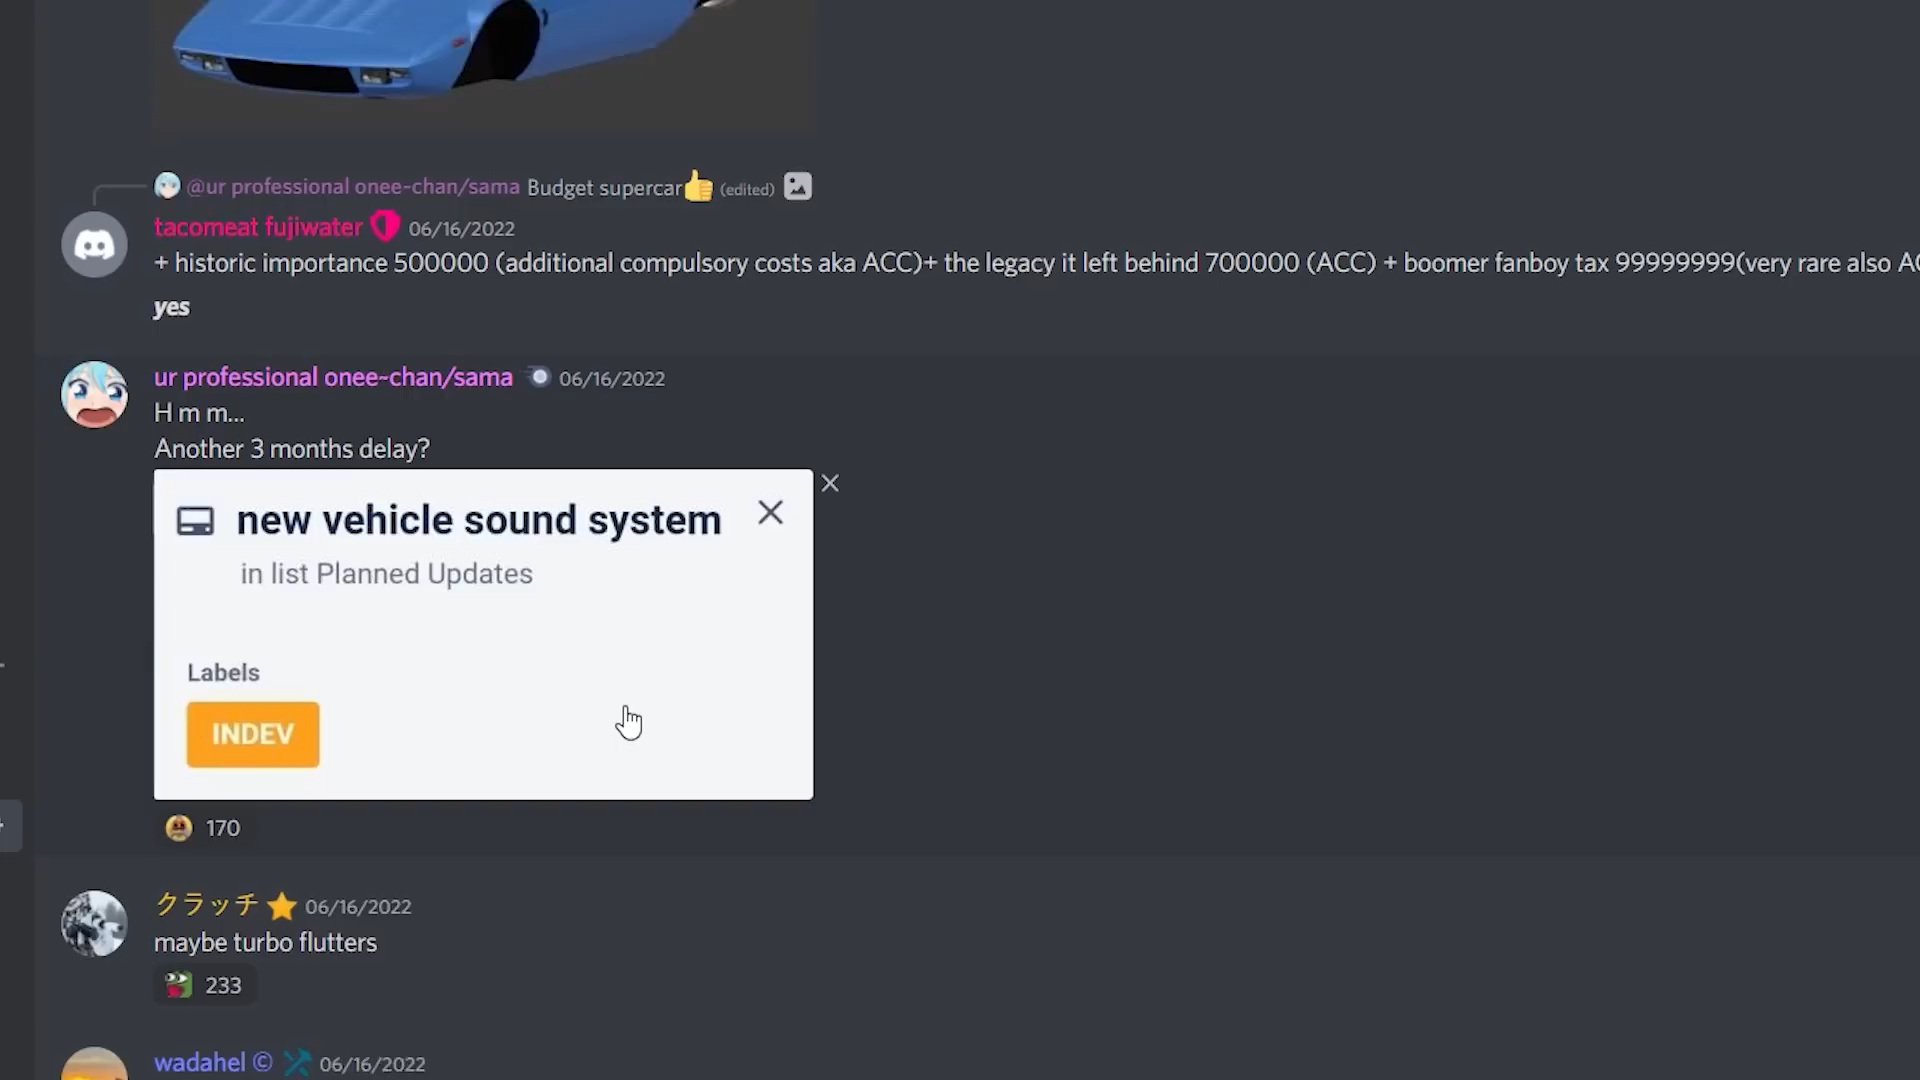 @ur professional onee-chan/sama Budget supercar👍 (edited)
tacomeat fujiwater 06/16/2022
+ historic importance 500000 (additional compulsory costs aka ACC)+ the legacy it left behind 700000 (ACC) + boomer fanboy tax 99999999(very rare also
yes
ur professional onee-chan/sama 06/16/2022
H m m...
Another 3 months delay?
new vehicle sound system
in list Planned Updates
Labels
INDEV
170
クラッチ 06/16/2022
maybe turbo flutters
233
wadahel © 06/16/2022